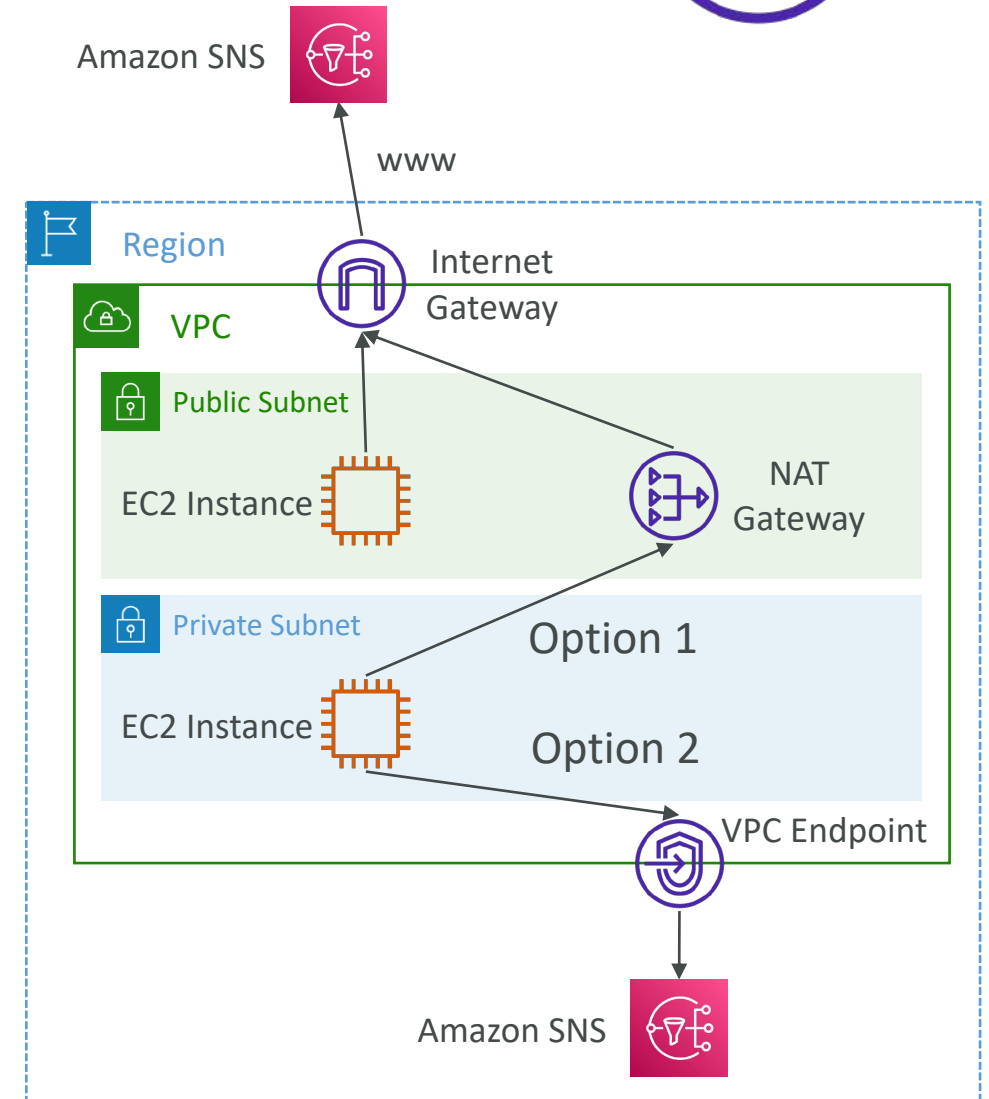 Amazon SNS
www
Region
Internet
Gateway
VPC
Public Subnet
EC2 Instance
NAT
Gateway
Private Subnet
Option 1
EC2 Instance
Option 2
VPC Endpoint
Amazon SNS